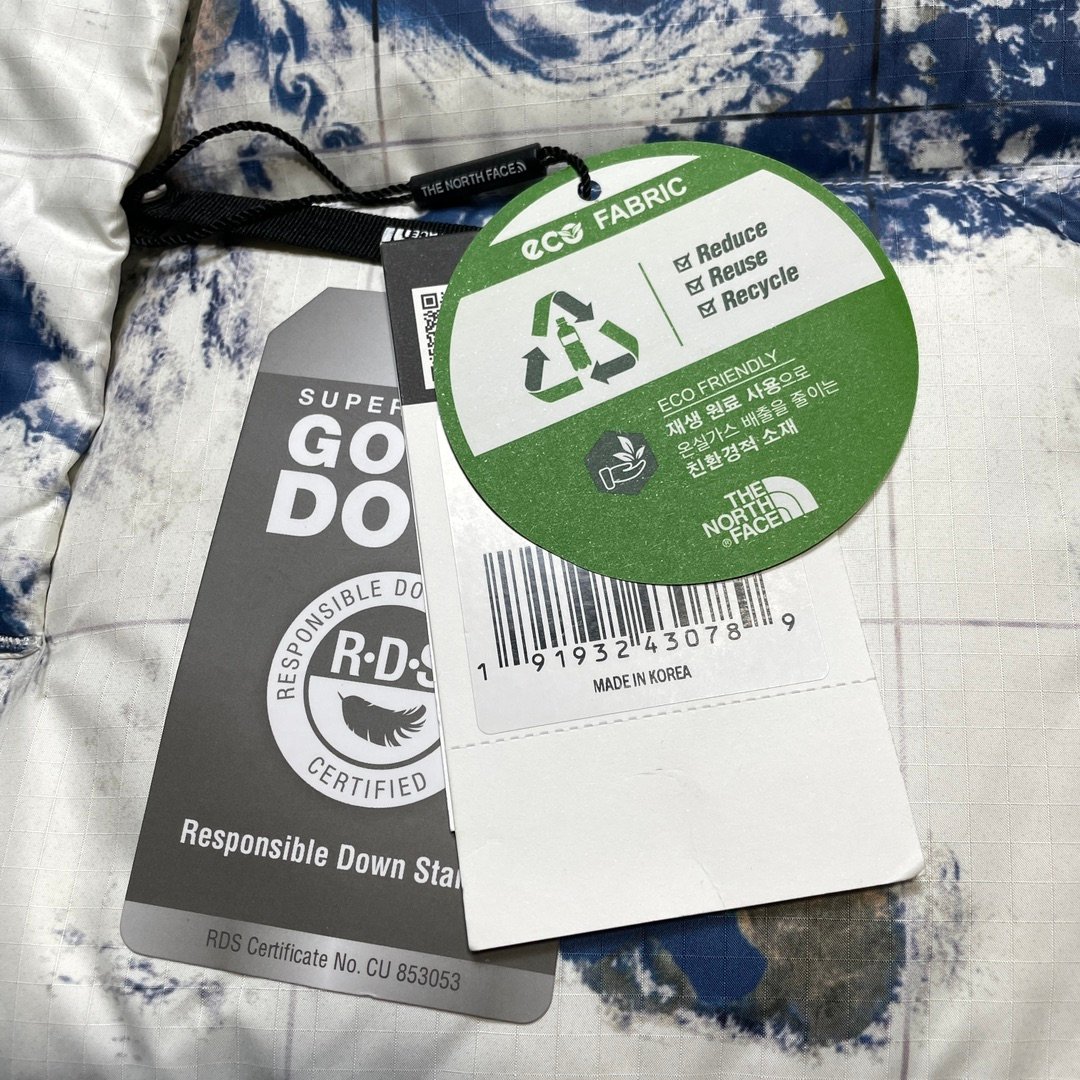 THE NORTH FACE
eco FABRIC
Reduce
Reuse
Recycle
ECO FRIENDLY
재생 원료 사용으로
온실가스 배출을 줄이는
친환경적 소재
THE
NORTH
FACE®
SUPER
GO
DO
RESPONSIBLE DO
R·D·S
CERTIFIED
Responsible Down Sta
RDS Certificate No. CU 853053
1 91932 43078 9
MADE IN KOREA